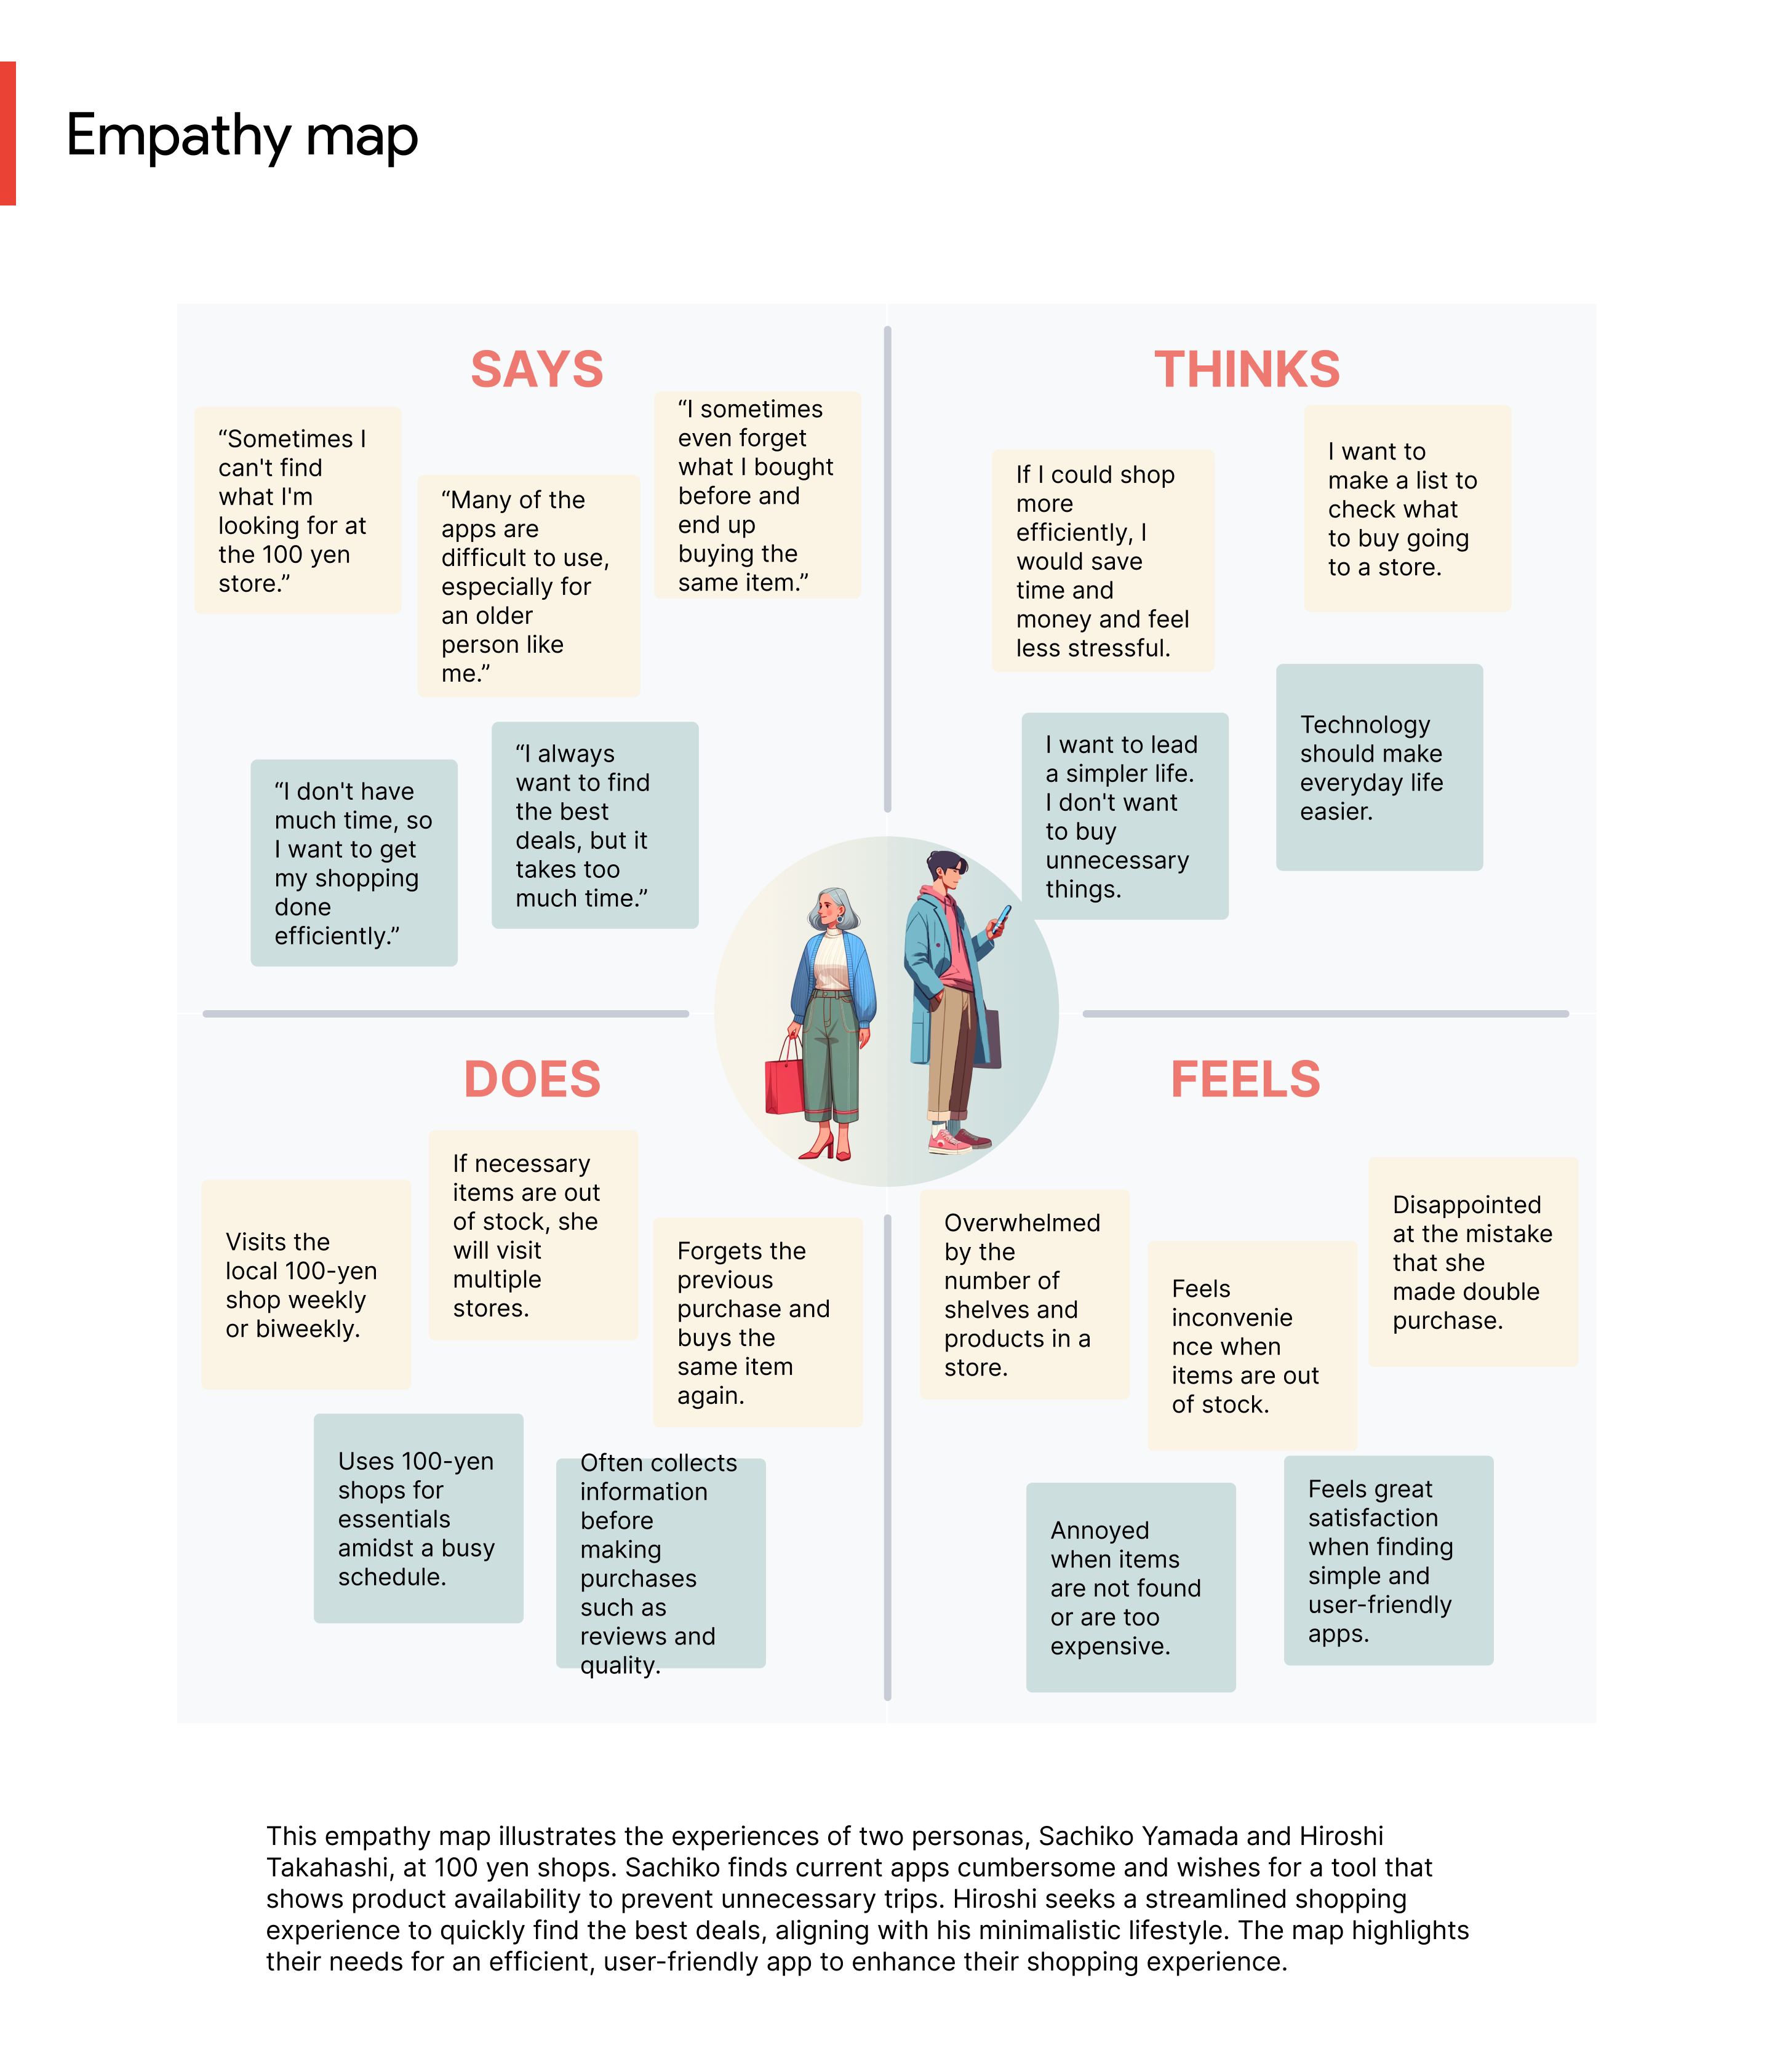 Empathy map
SAYS
“Sometimes I
can't find
what I'm
looking for at
the 100 yen
store.”
“Many of the
apps are
difficult to use,
especially for
an older
person like
me.”
“I sometimes
even forget
what I bought
before and
end up
buying the
same item.”
“I don't have
much time, so
I want to get
my shopping
done
efficiently.”
“I always
want to find
the best
deals, but it
takes too
much time.”
THINKS
If I could shop
more
efficiently, I
would save
time and
money and feel
less stressful.
I want to
make a list to
check what
to buy going
to a store.
I want to lead
a simpler life.
I don't want
to buy
unnecessary
things.
Technology
should make
everyday life
easier.
DOES
Visits the
local 100-yen
shop weekly
or biweekly.
If necessary
items are out
of stock, she
will visit
multiple
stores.
Forgets the
previous
purchase and
buys the
same item
again.
Uses 100-yen
shops for
essentials
amidst a busy
schedule.
Often collects
information
before
making
purchases
such as
reviews and
quality.
FEELS
Overwhelmed
by the
number of
shelves and
products in a
store.
Feels
inconvenie
nce when
items are out
of stock.
Disappointed
at the mistake
that she
made double
purchase.
Annoyed
when items
are not found
or are too
expensive.
Feels great
satisfaction
when finding
simple and
user-friendly
apps.
This empathy map illustrates the experiences of two personas, Sachiko Yamada and Hiroshi
Takahashi, at 100 yen shops. Sachiko finds current apps cumbersome and wishes for a tool that
shows product availability to prevent unnecessary trips. Hiroshi seeks a streamlined shopping
experience to quickly find the best deals, aligning with his minimalistic lifestyle. The map highlights
their needs for an efficient, user-friendly app to enhance their shopping experience.